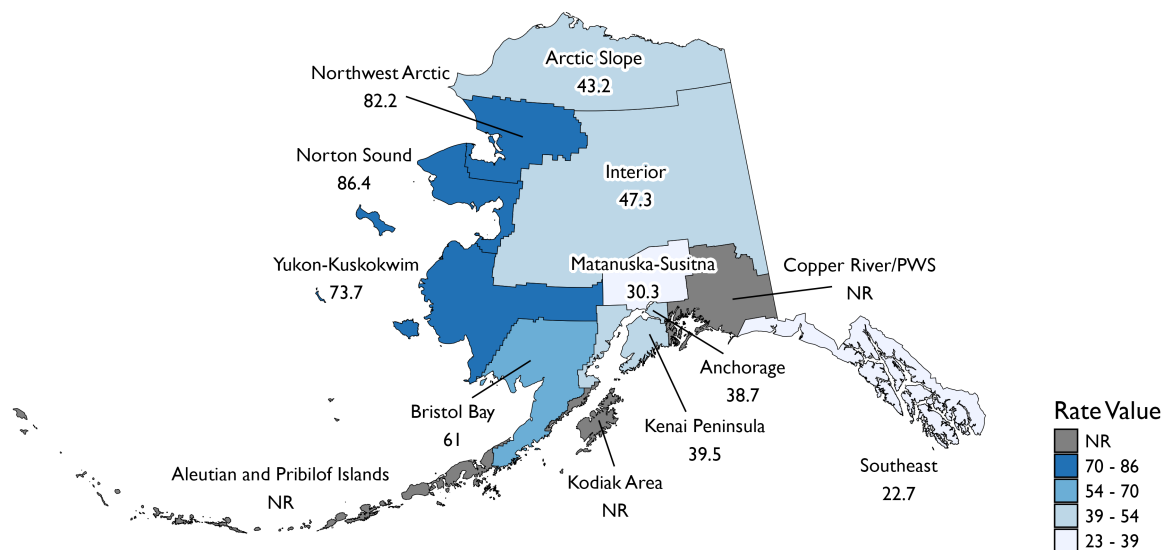 Arctic Slope
43.2
Northwest Arctic
82.2
Norton Sound
86.4
Interior
47.3
Yukon-Kuskokwim
73.7
Matanuska-Susitna
30.3
Copper River/PWS
NR
Anchorage
38.7
Bristol Bay
61
Kenai Peninsula
39.5
Aleutian and Pribilof Islands
NR
Kodiak Area
NR
Southeast
22.7
Rate Value
NR
70 - 86
54 - 70
39 - 54
23 - 39